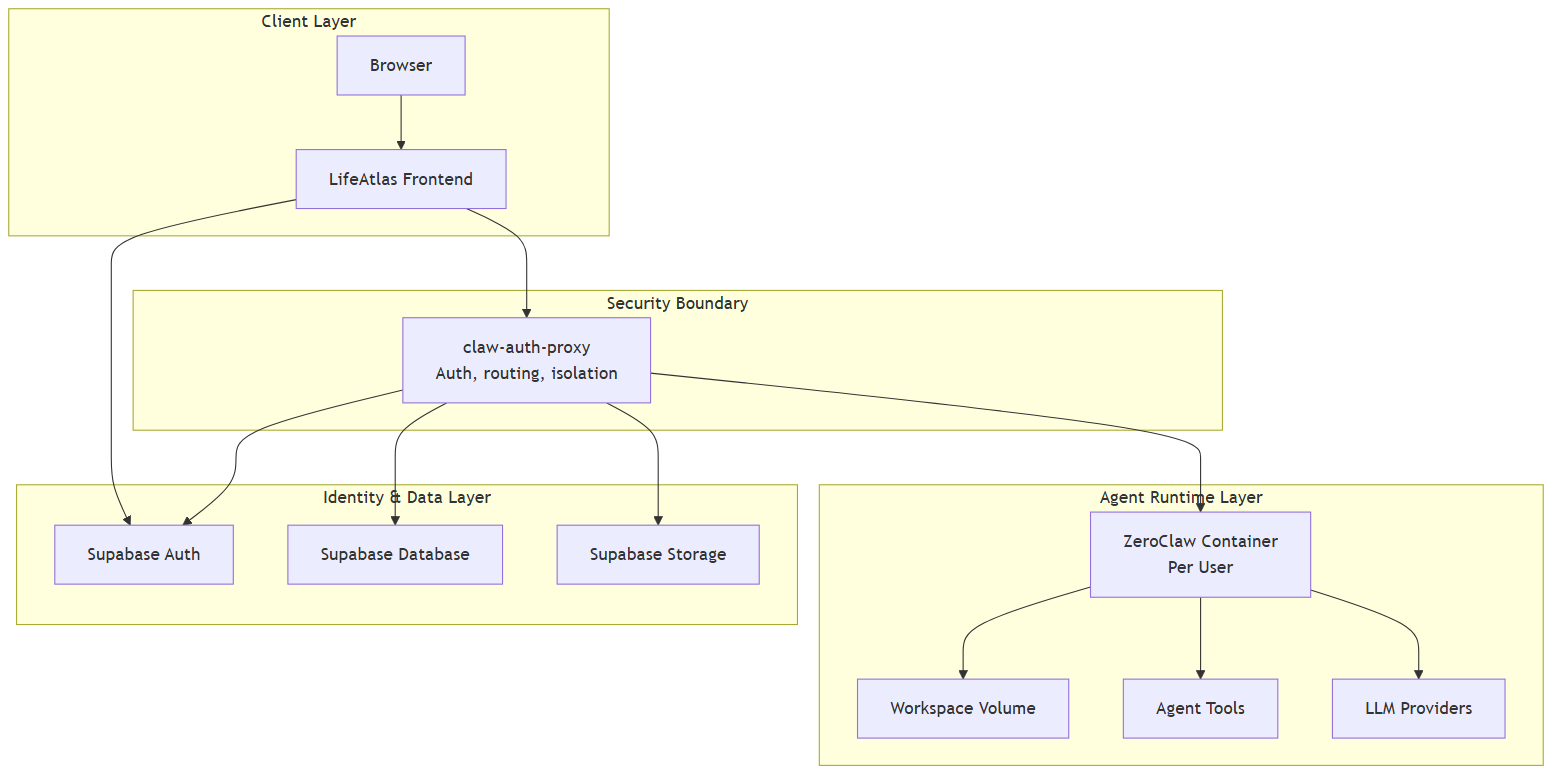 Client Layer
Browser
LifeAtlas Frontend
Security Boundary
claw-auth-proxy
Auth, routing, isolation
Identity & Data Layer
Supabase Auth
Supabase Database
Supabase Storage
Agent Runtime Layer
ZeroClaw Container
Per User
Workspace Volume
Agent Tools
LLM Providers